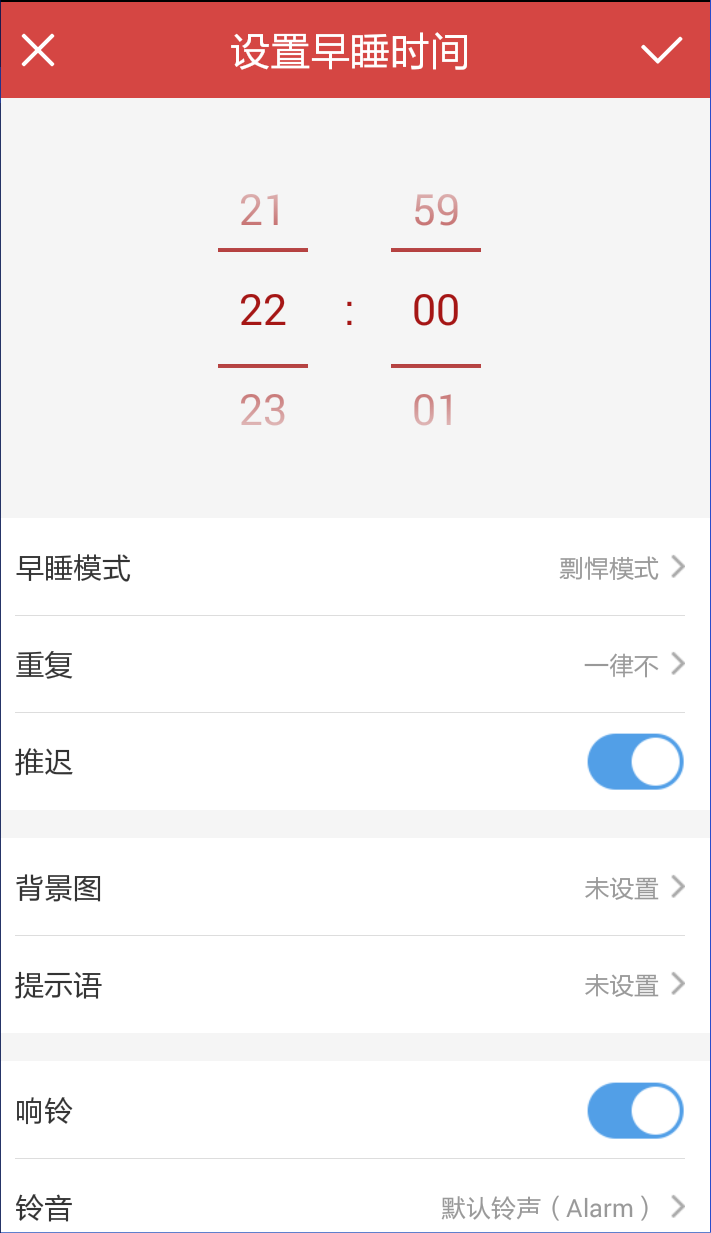 设置早睡时间
21 59
22 : 00
23 01
早睡模式 剽悍模式
重复 一律不
推迟
背景图 未设置
提示语 未设置
响铃
铃音 默认铃声（Alarm）